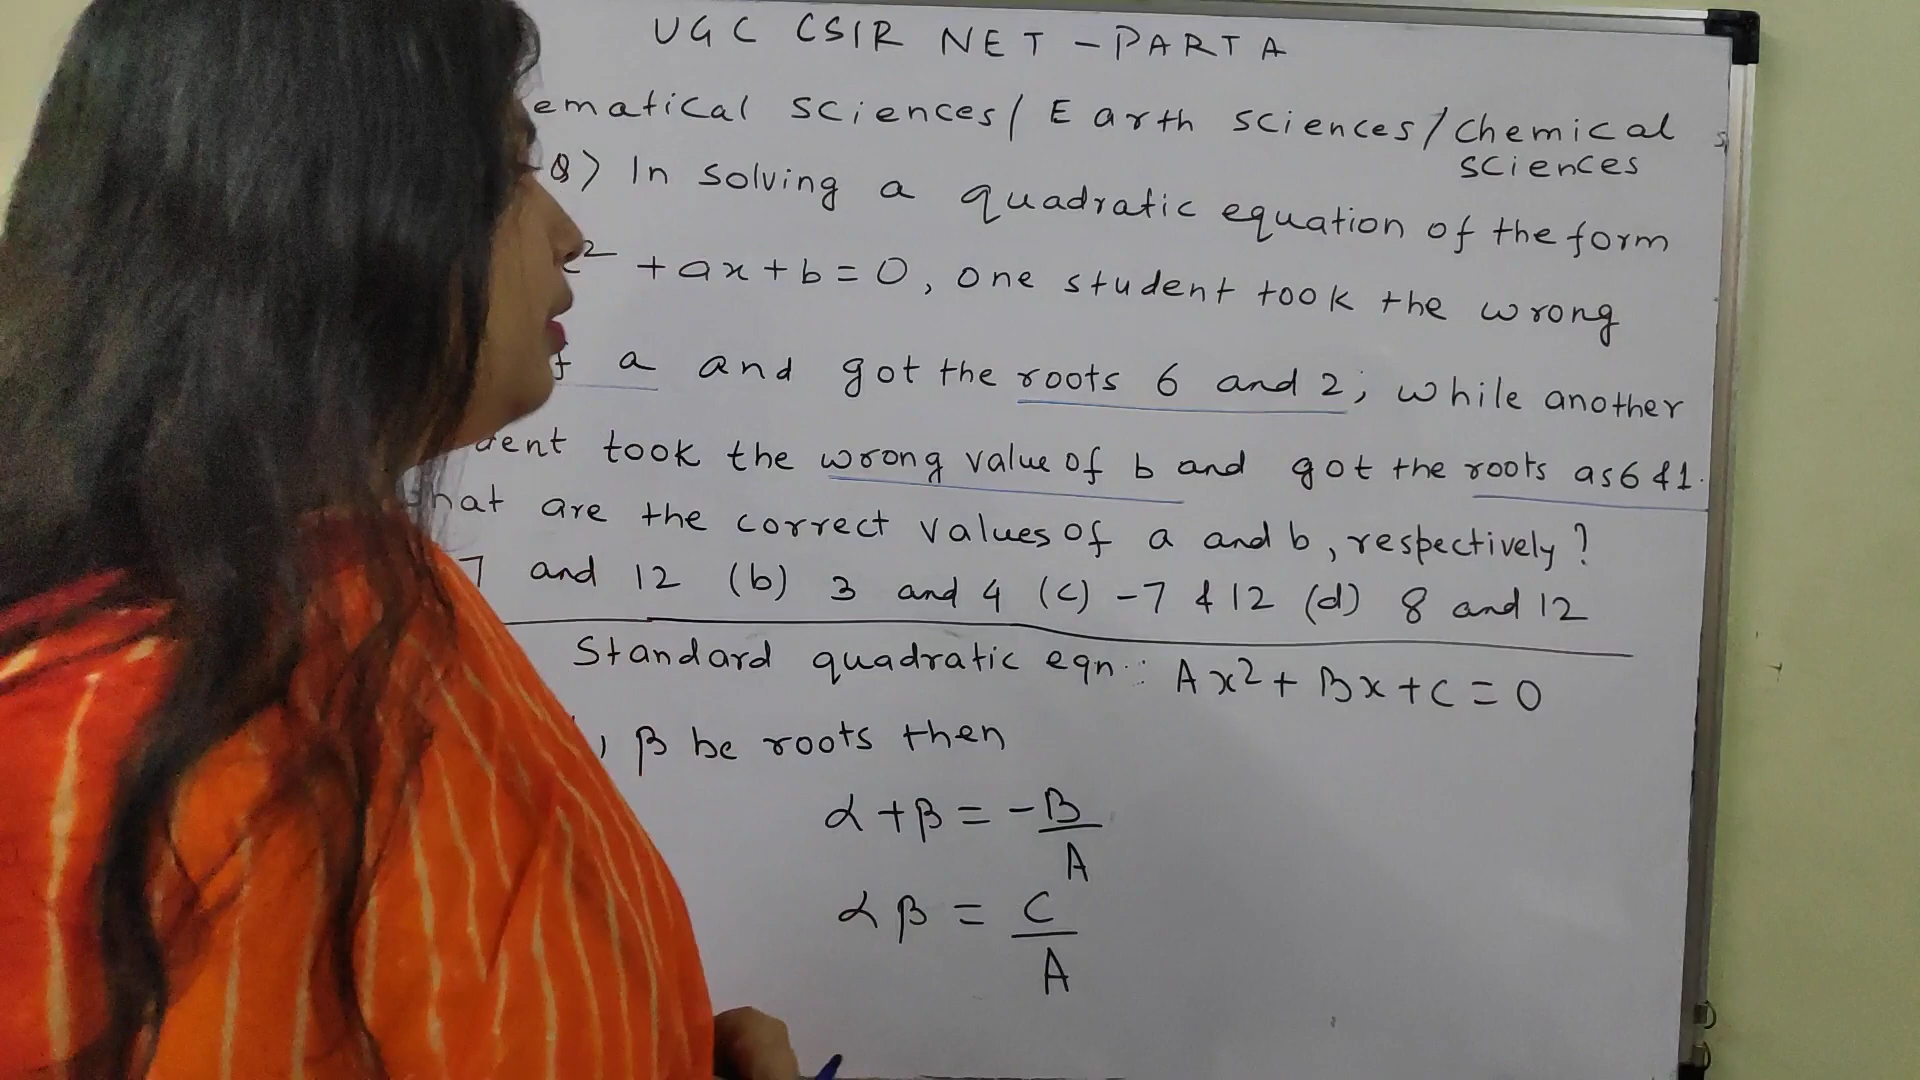 UGC CSIR NET - PART A
ematical sciences/ Earth sciences/ Chemical
sciences
Q) In solving a quadratic equation of the form
² + ax + b = 0, one student took the wrong
f a and got the roots 6 and 2; while another
dent took the wrong value of b and got the roots as 6 & 1.
hat are the correct values of a and b, respectively?
7 and 12 (b) 3 and 4 (c) -7 & 12 (d) 8 and 12
Standard quadratic eqn.: Ax² + Bx + C = 0
, β be roots then
α + β = -B/A
αβ = C/A